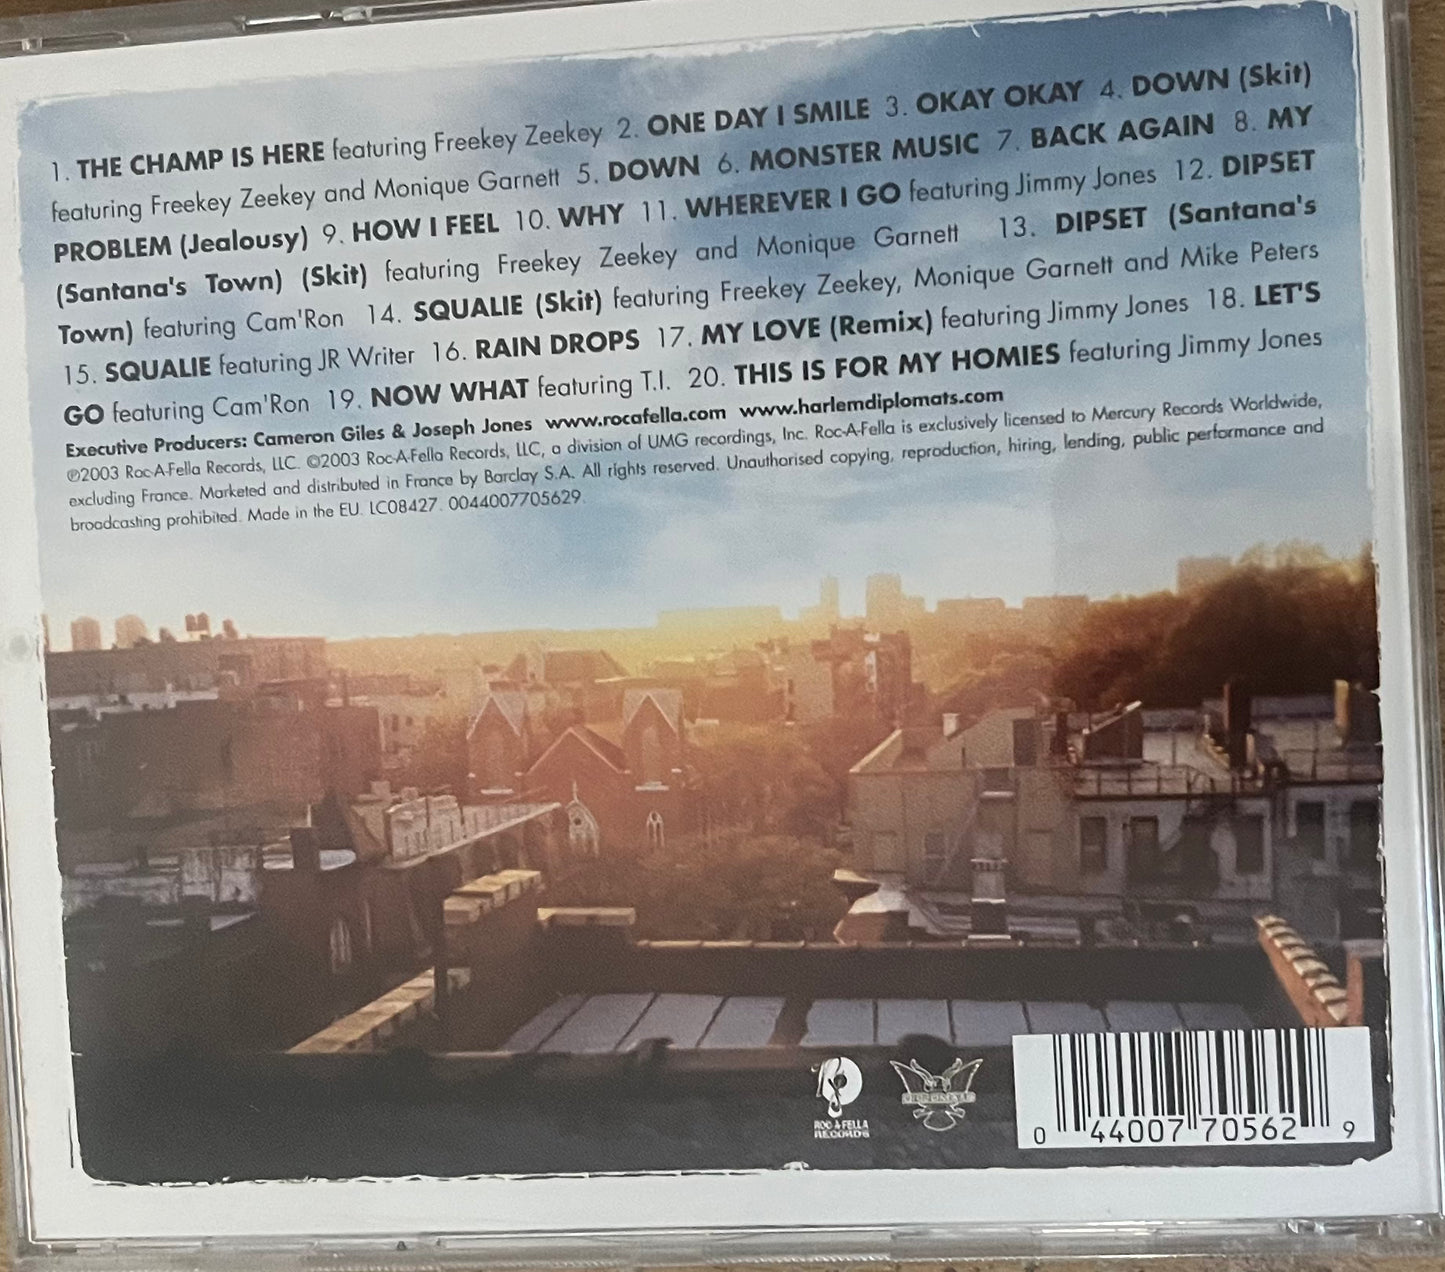 1. THE CHAMP IS HERE featuring Freekey Zeekey 2. ONE DAY I SMILE 3. OKAY OKAY 4. DOWN (Skit)
featuring Freekey Zeekey and Monique Garnett 5. DOWN 6. MONSTER MUSIC 7. BACK AGAIN 8. MY
PROBLEM (Jealousy) 9. HOW I FEEL 10. WHY 11. WHEREVER I GO featuring Jimmy Jones 12. DIPSET
(Santana's Town) (Skit) featuring Freekey Zeekey and Monique Garnett 13. DIPSET (Santana's
Town) featuring Cam'Ron 14. SQUALIE (Skit) featuring Freekey Zeekey, Monique Garnett and Mike Peters
15. SQUALIE featuring JR Writer 16. RAIN DROPS 17. MY LOVE (Remix) featuring Jimmy Jones 18. LET'S
GO featuring Cam'Ron 19. NOW WHAT featuring T.I. 20. THIS IS FOR MY HOMIES featuring Jimmy Jones
Executive Producers: Cameron Giles & Joseph Jones www.rocafella.com www.harlemdiplomats.com
℗2003 Roc-A-Fella Records, LLC. ©2003 Roc-A-Fella Records, LLC, a division of UMG recordings, Inc. Roc-A-Fella is exclusively licensed to Mercury Records Worldwide,
excluding France. Marketed and distributed in France by Barclay S.A. All rights reserved. Unauthorised copying, reproduction, hiring, lending, public performance and
broadcasting prohibited. Made in the EU. LC08427. 0044007705629.
ROC A FELLA
RECORDS
DIPLOMATS
0 44007 70562 9